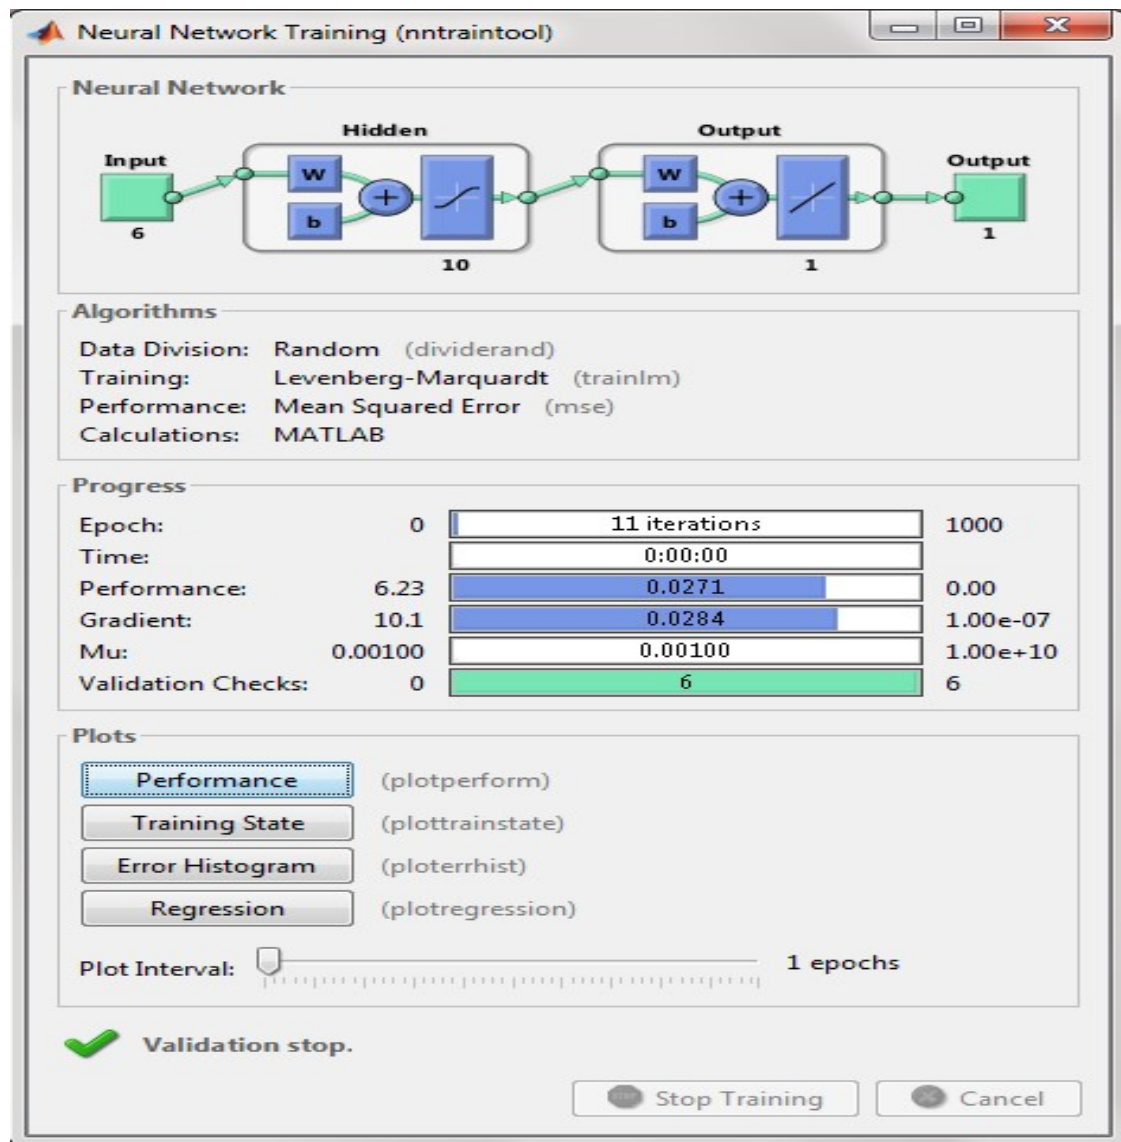 Neural Network Training (nntraintool)
Neural Network
Hidden Output
Input Output
W W
b b
6 1
10 1
Algorithms
Data Division: Random (dividerand)
Training: Levenberg-Marquardt (trainlm)
Performance: Mean Squared Error (mse)
Calculations: MATLAB
Progress
Epoch: 0 11 iterations 1000
Time: 0:00:00
Performance: 6.23 0.0271 0.00
Gradient: 10.1 0.0284 1.00e-07
Mu: 0.00100 0.00100 1.00e+10
Validation Checks: 0 6 6
Plots
Performance (plotperform)
Training State (plottrainstate)
Error Histogram (ploterrhist)
Regression (plotregression)
Plot Interval: 1 epochs
Validation stop.
Stop Training Cancel